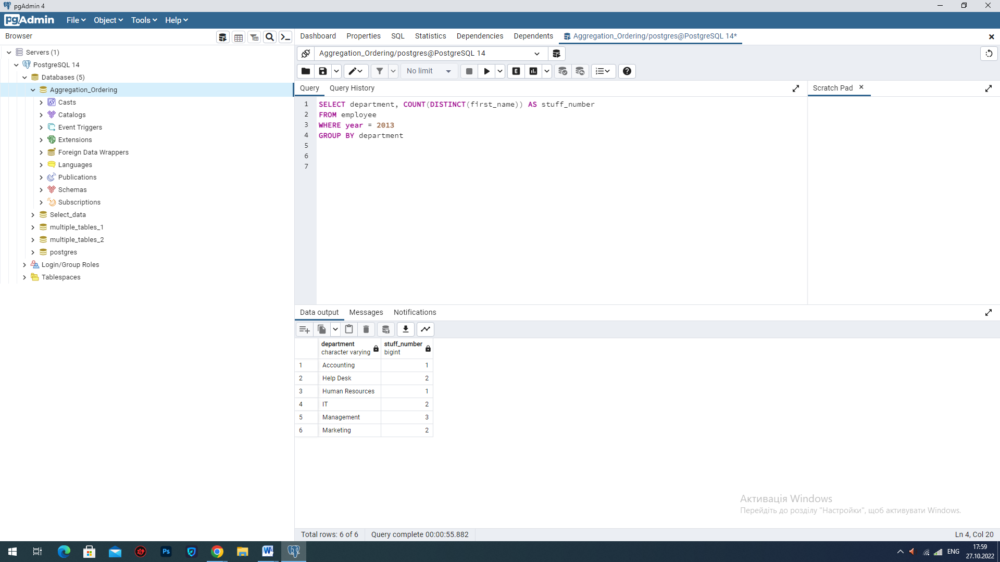 pgAdmin 4
pgAdmin File Object Tools Help
Browser
Dashboard Properties SQL Statistics Dependencies Dependents Aggregation_Ordering/postgres@PostgreSQL 14*
Servers (1)
PostgreSQL 14
Databases (5)
Aggregation_Ordering
Casts
Catalogs
Event Triggers
Extensions
Foreign Data Wrappers
Languages
Publications
Schemas
Subscriptions
Select_data
multiple_tables_1
multiple_tables_2
postgres
Login/Group Roles
Tablespaces
Aggregation_Ordering/postgres@PostgreSQL 14
No limit
E
Query Query History
Scratch Pad
1 SELECT department, COUNT(DISTINCT(first_name)) AS stuff_number
2 FROM employee
3 WHERE year = 2013
4 GROUP BY department
5
6
7
Data output Messages Notifications
department stuff_number
character varying bigint
1 Accounting 1
2 Help Desk 2
3 Human Resources 1
4 IT 2
5 Management 3
6 Marketing 2
Активація Windows
Перейдіть до розділу "Настройки", щоб активувати Windows.
Total rows: 6 of 6 Query complete 00:00:55.882 Ln 4, Col 20
Ps
W
ENG
17:59
27.10.2022